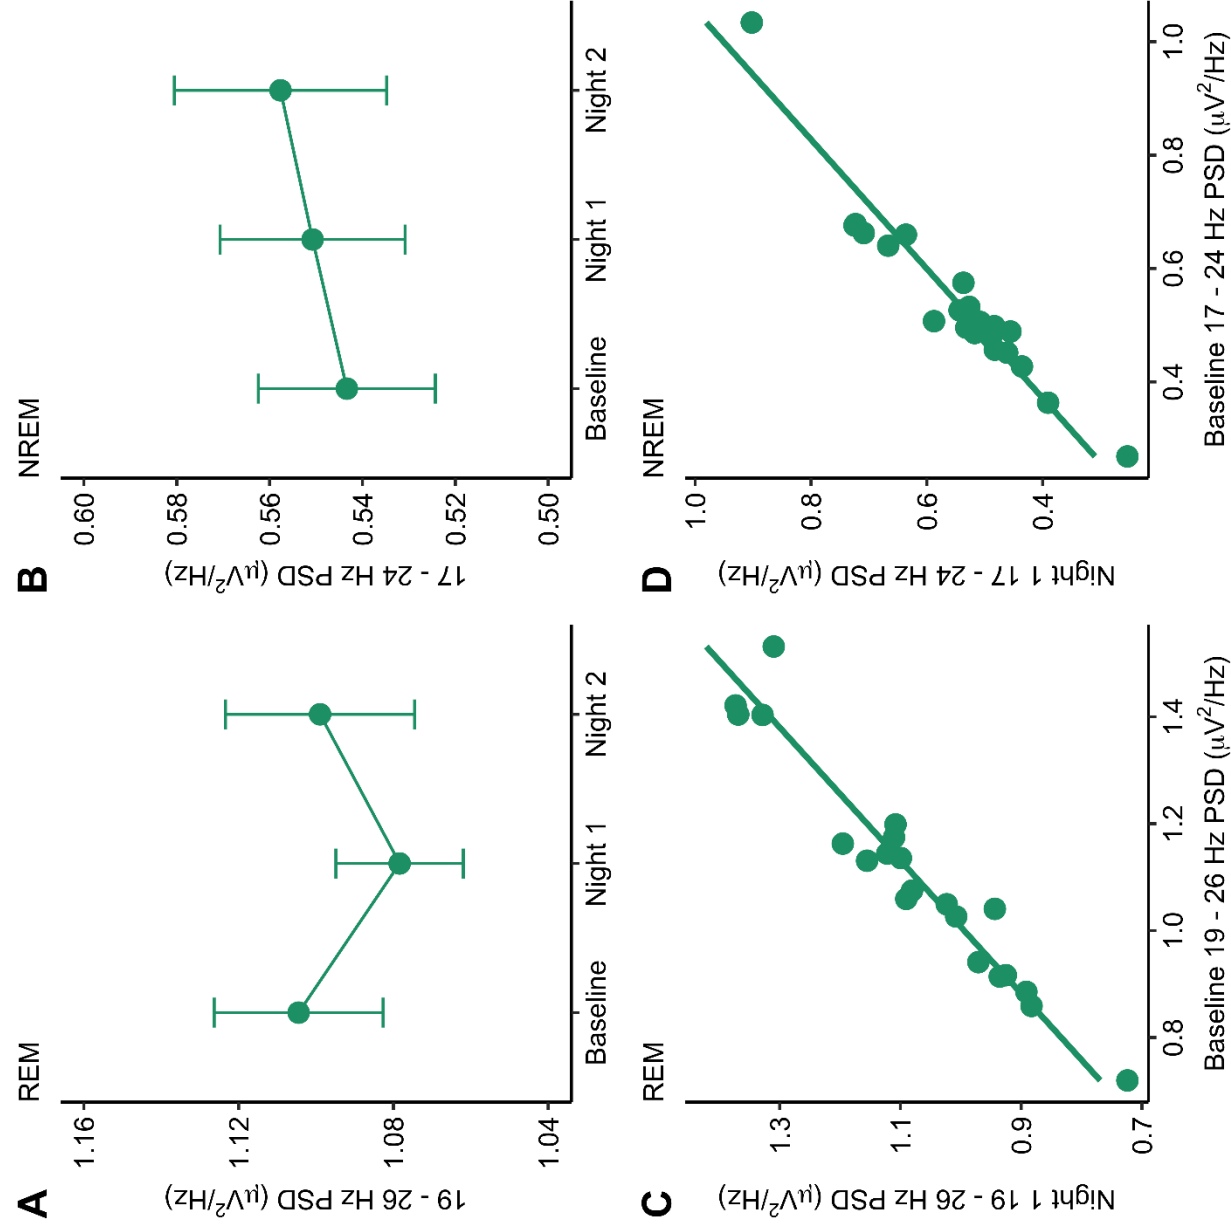 A
REM
19 - 26 Hz PSD (μV²/Hz)
1.16
1.12
1.08
1.04
Baseline
Night 1
Night 2
B
NREM
17 - 24 Hz PSD (μV²/Hz)
0.60
0.58
0.56
0.54
0.52
0.50
Baseline
Night 1
Night 2
C
REM
Night 1 19 - 26 Hz PSD (μV²/Hz)
1.3
1.1
0.9
0.7
0.8
1.0
1.2
1.4
Baseline 19 - 26 Hz PSD (μV²/Hz)
D
NREM
Night 1 17 - 24 Hz PSD (μV²/Hz)
1.0
0.8
0.6
0.4
0.4
0.6
0.8
1.0
Baseline 17 - 24 Hz PSD (μV²/Hz)